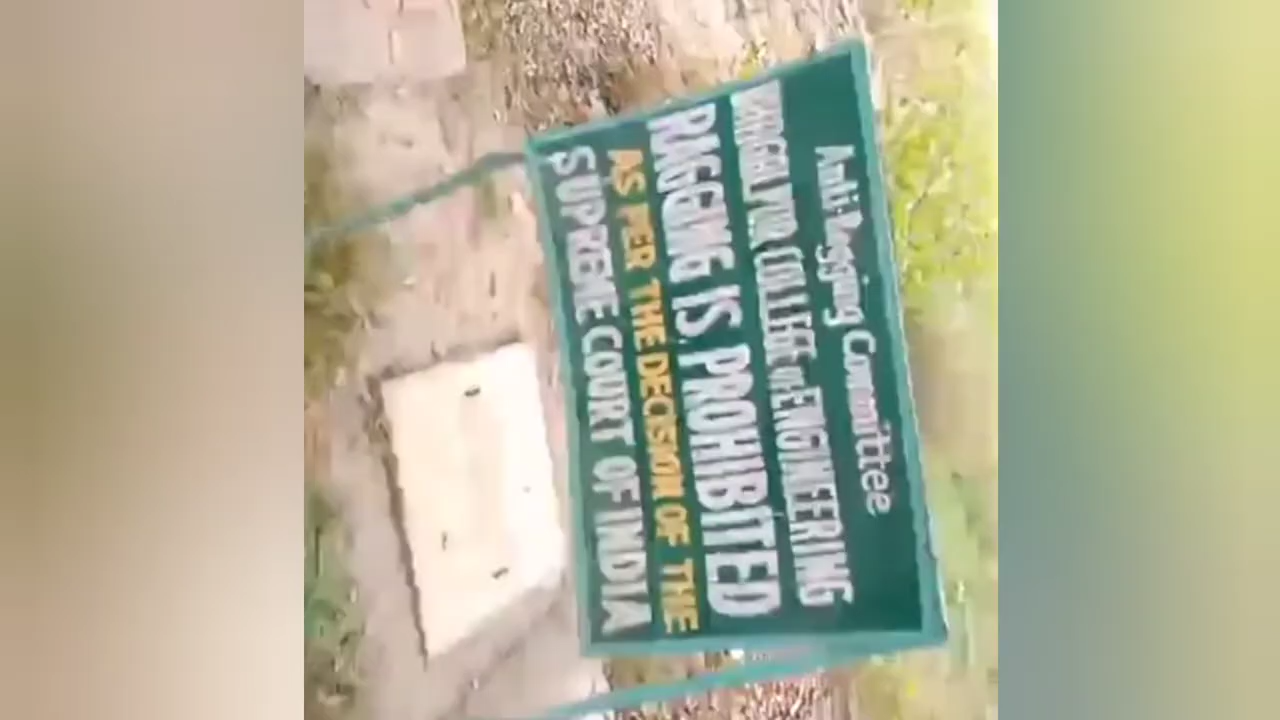 Anti Ragging Committee
COLLEGE OF ENGINEERING
RAGGING IS PROHIBITED
AS PER THE DECISION OF THE
SUPREME COURT OF INDIA